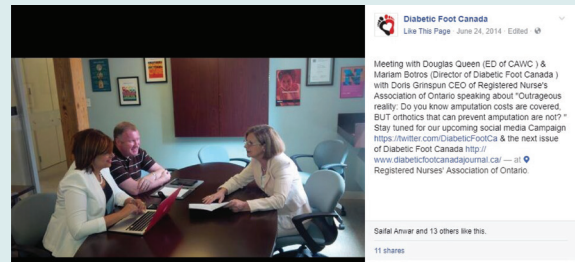 Diabetic Foot Canada
Like This Page · June 24, 2014 · Edited ·
Meeting with Douglas Queen (ED of CAWC ) &
Mariam Botros (Director of Diabetic Foot Canada )
with Doris Grinspun CEO of Registered Nurse's
Association of Ontario speaking about "Outrageous
reality: Do you know amputation costs are covered,
BUT orthotics that can prevent amputation are not? "
Stay tuned for our upcoming social media Campaign
https://twitter.com/DiabeticFootCa & the next issue
of Diabetic Foot Canada http://
www.diabeticfootcanadajournal.ca/ — at
Registered Nurses' Association of Ontario.
Saifal Anwar and 13 others like this.
11 shares